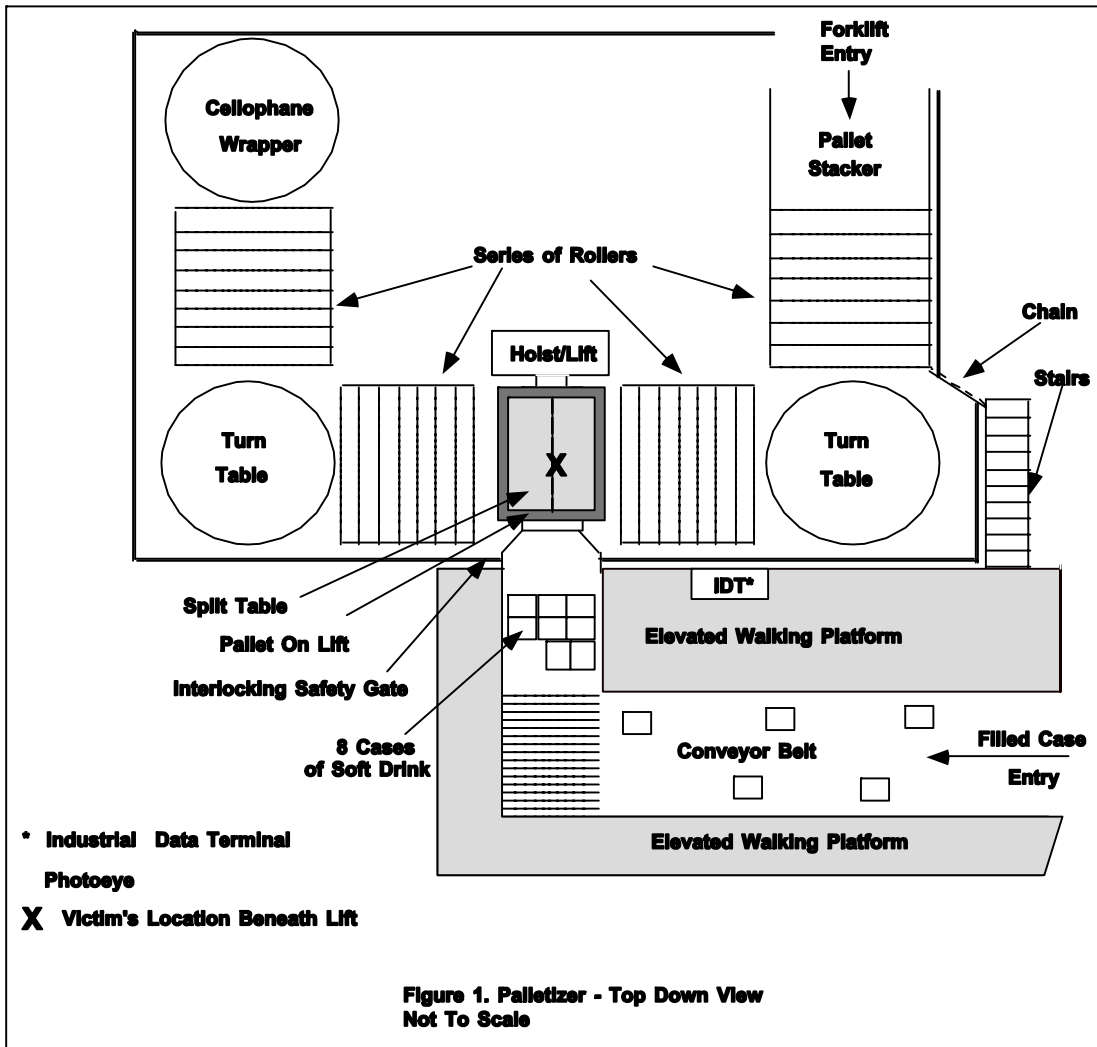 Forklift
Entry
Cellophane
Wrapper
Pallet
Stacker
Series of Rollers
Chain
Hoist/Lift
Stairs
Turn
Table
X
Turn
Table
Split Table
IDT*
Pallet On Lift
Elevated Walking Platform
Interlocking Safety Gate
8 Cases
of Soft Drink
Conveyor Belt
Filled Case
Entry
* Industrial Data Terminal
Elevated Walking Platform
Photoeye
X Victim's Location Beneath Lift
Figure 1. Palletizer - Top Down View
Not To Scale